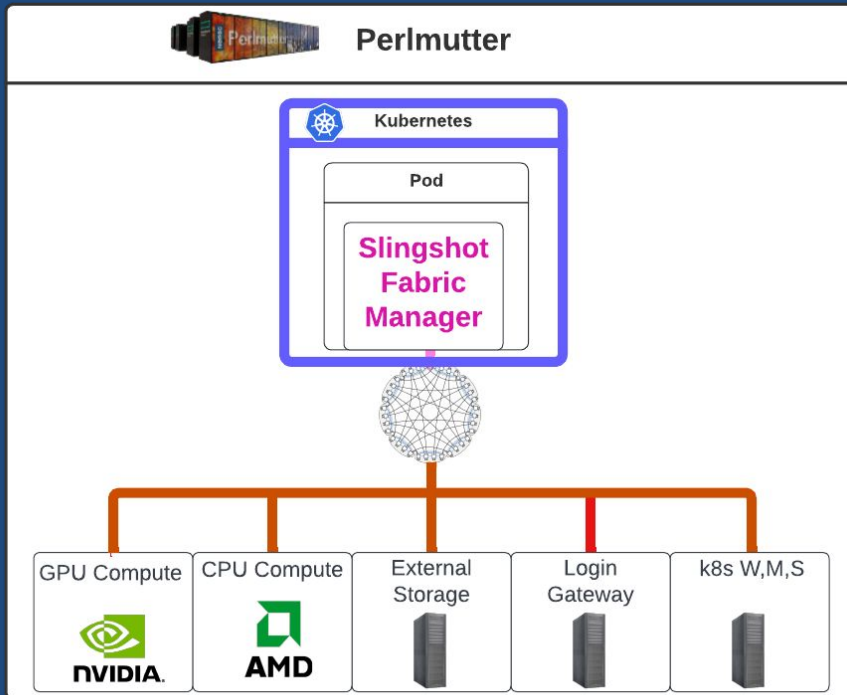 Perlmutter
Perlmutter
Kubernetes
Pod
Slingshot
Fabric
Manager
GPU Compute
CPU Compute
External
Storage
Login
Gateway
k8s W,M,S
NVIDIA.
AMD